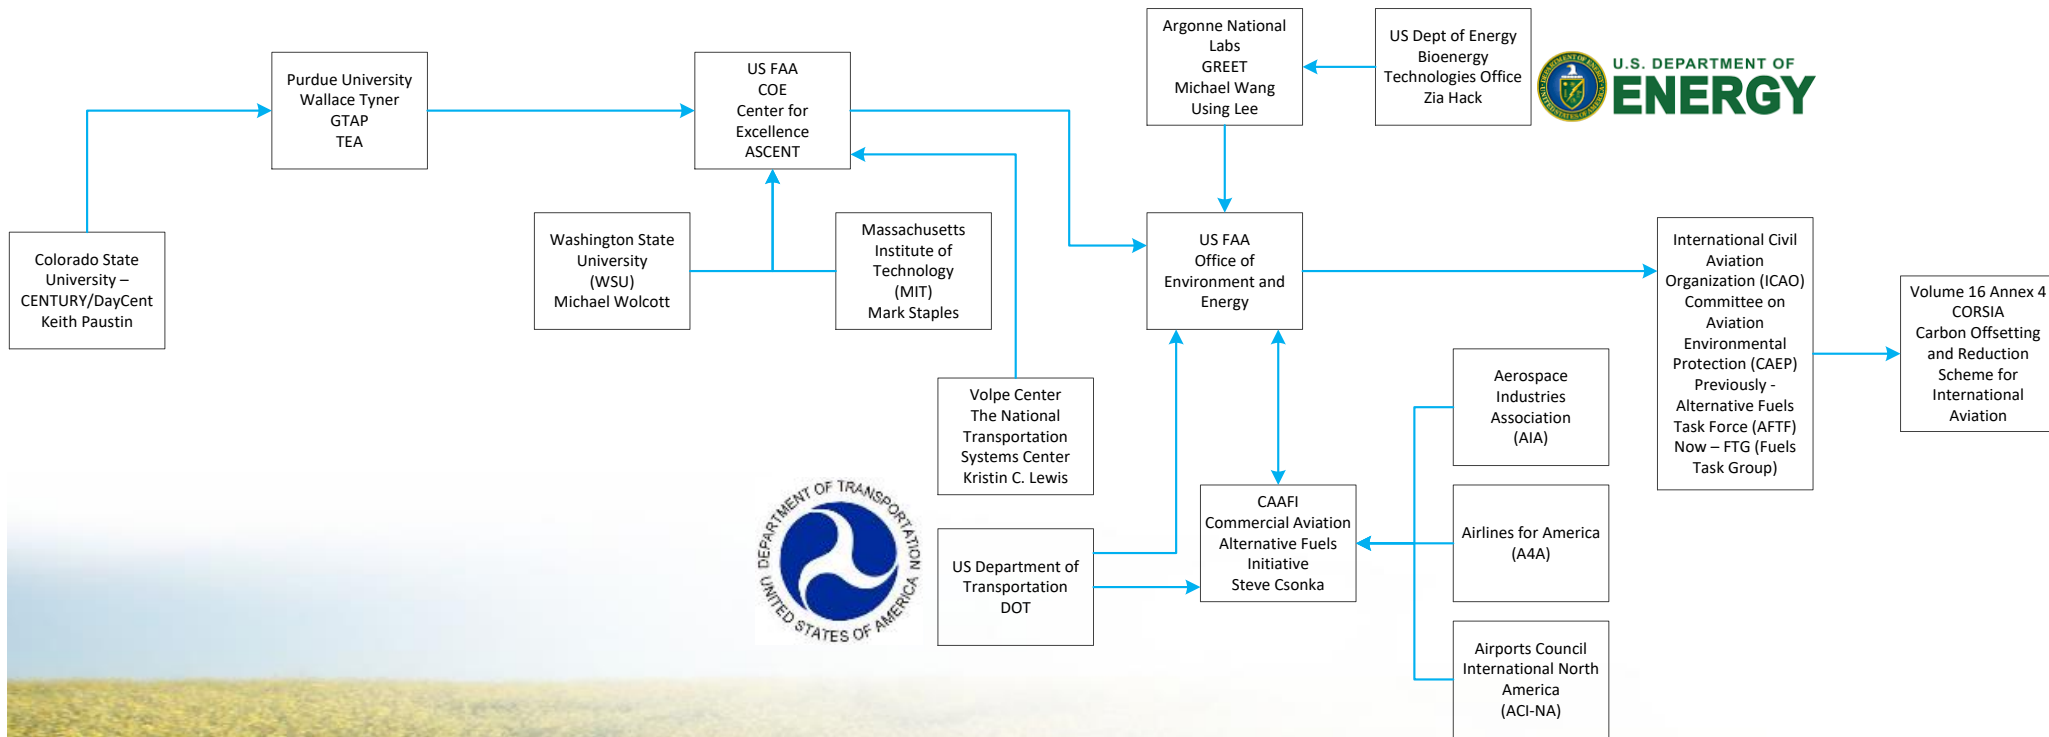 Argonne National
Labs
GREET
Michael Wang
Using Lee
US Dept of Energy
Bioenergy
Technologies Office
Zia Hack
U.S. DEPARTMENT OF
ENERGY
Purdue University
Wallace Tyner
GTAP
TEA
US FAA
COE
Center for
Excellence
ASCENT
Colorado State
University –
CENTURY/DayCent
Keith Paustin
Washington State
University
(WSU)
Michael Wolcott
Massachusetts
Institute of
Technology
(MIT)
Mark Staples
US FAA
Office of
Environment and
Energy
International Civil
Aviation
Organization (ICAO)
Committee on
Aviation
Environmental
Protection (CAEP)
Previously -
Alternative Fuels
Task Force (AFTF)
Now – FTG (Fuels
Task Group)
Volume 16 Annex 4
CORSIA
Carbon Offsetting
and Reduction
Scheme for
International
Aviation
Volpe Center
The National
Transportation
Systems Center
Kristin C. Lewis
Aerospace
Industries
Association
(AIA)
DEPARTMENT OF TRANSPORTATION
UNITED STATES OF AMERICA
US Department of
Transportation
DOT
CAAFI
Commercial Aviation
Alternative Fuels
Initiative
Steve Csonka
Airlines for America
(A4A)
Airports Council
International North
America
(ACI-NA)